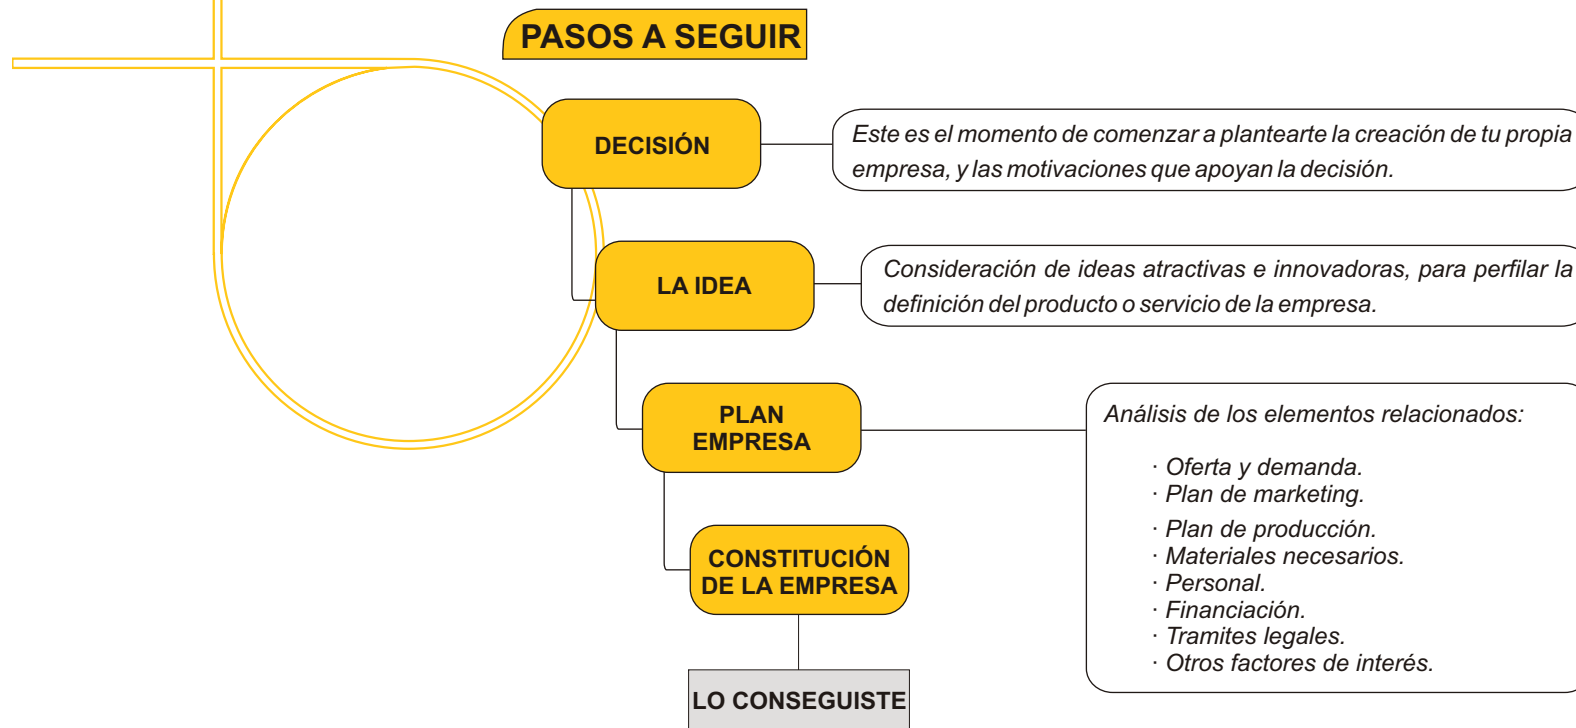 PASOS A SEGUIR
DECISIÓN
Este es el momento de comenzar a plantearte la creación de tu propia
empresa, y las motivaciones que apoyan la decisión.
LA IDEA
Consideración de ideas atractivas e innovadoras, para perfilar la
definición del producto o servicio de la empresa.
PLAN
EMPRESA
Análisis de los elementos relacionados:
· Oferta y demanda.
· Plan de marketing.
· Plan de producción.
· Materiales necesarios.
· Personal.
· Financiación.
· Tramites legales.
· Otros factores de interés.
CONSTITUCIÓN
DE LA EMPRESA
LO CONSEGUISTE